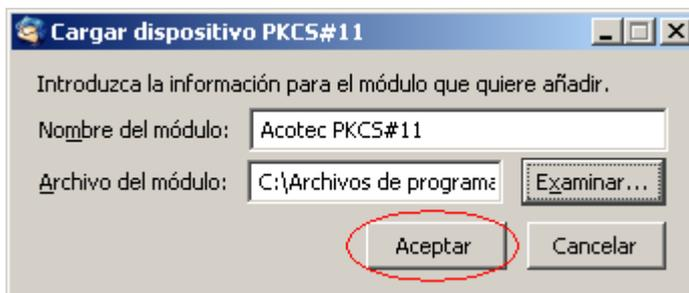 Cargar dispositivo PKCS#11
Introduzca la información para el módulo que quiere añadir.
Nombre del módulo: Acotec PKCS#11
Archivo del módulo: C:\Archivos de programa Examinar...
Aceptar Cancelar